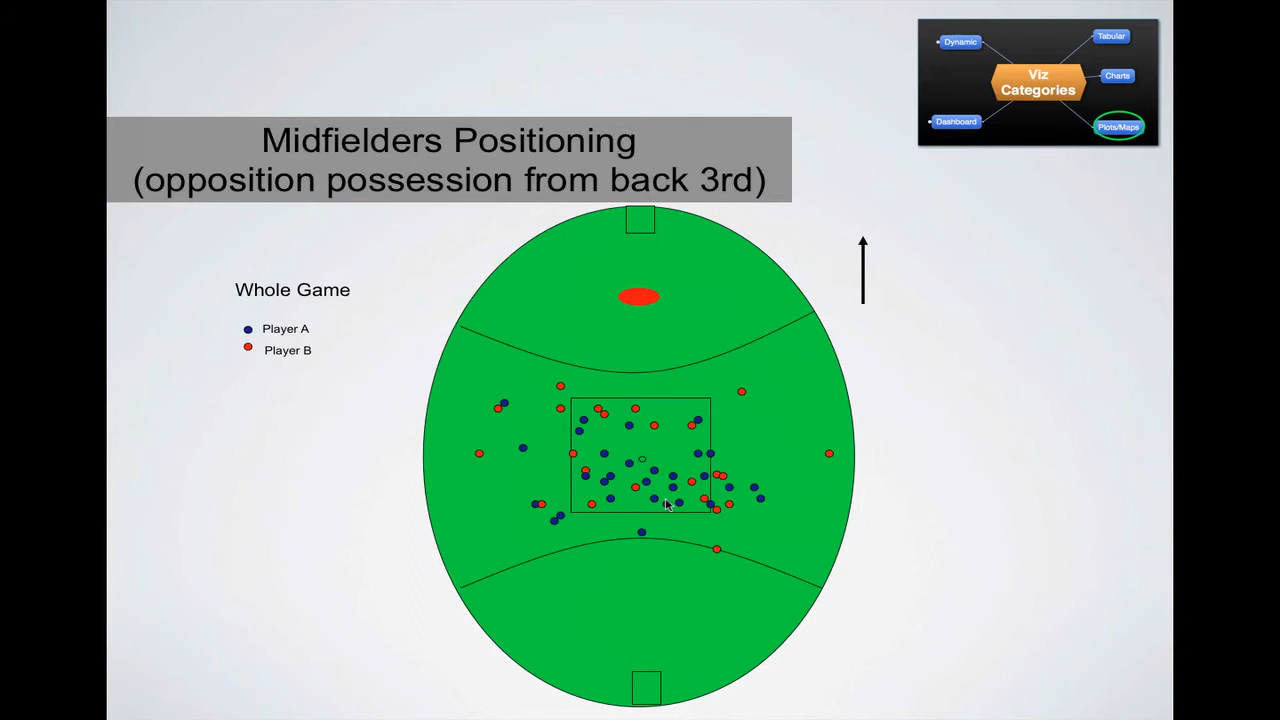 Dynamic
Tabular
Viz
Categories
Charts
Dashboard
Plots/Maps
Midfielders Positioning
(opposition possession from back 3rd)
Whole Game
Player A
Player B